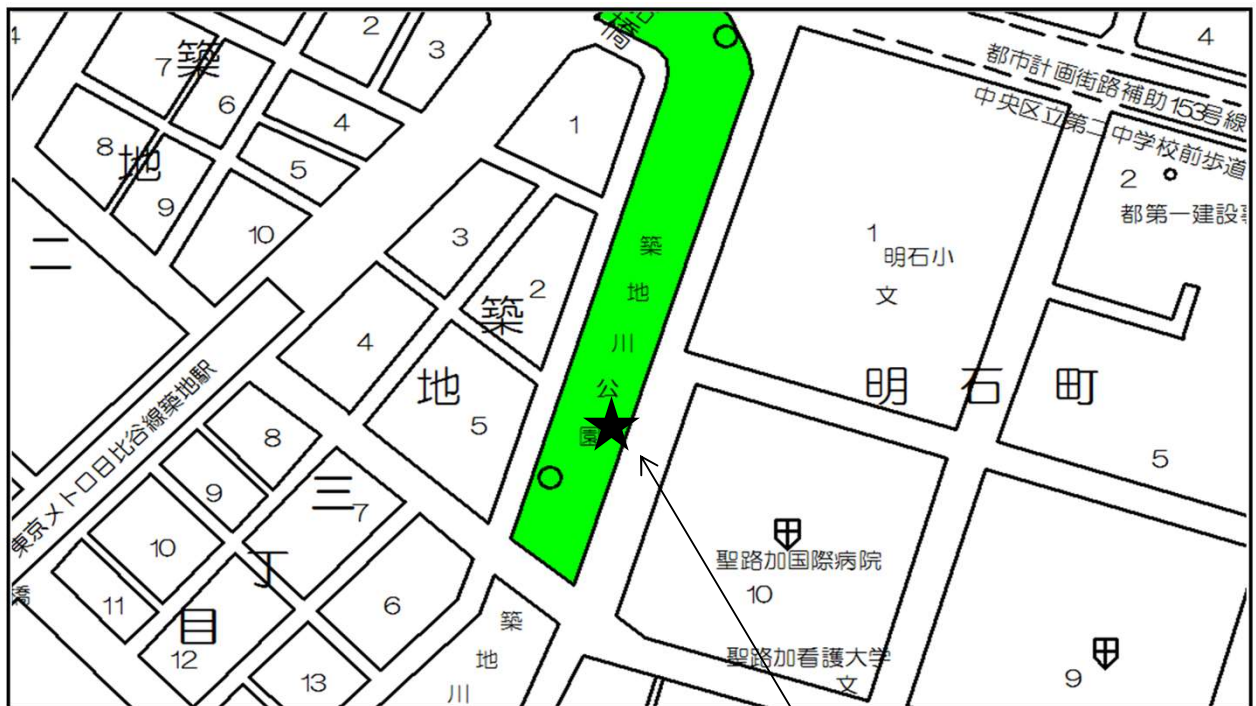 4
2
3
7
6
4
8
5
9
10
築地
二
橋
1
3
2
4
5
築地
三
丁
目
8
9
7
10
11
12
6
13
東京メトロ日比谷線築地駅
橋
築地川公園
築地川
都市計画街路補助153号線
中央区立第二中学校前歩道
4
2
都第一建設事
1
明石小
文
明石町
5
聖路加国際病院
10
聖路加看護大学
文
9